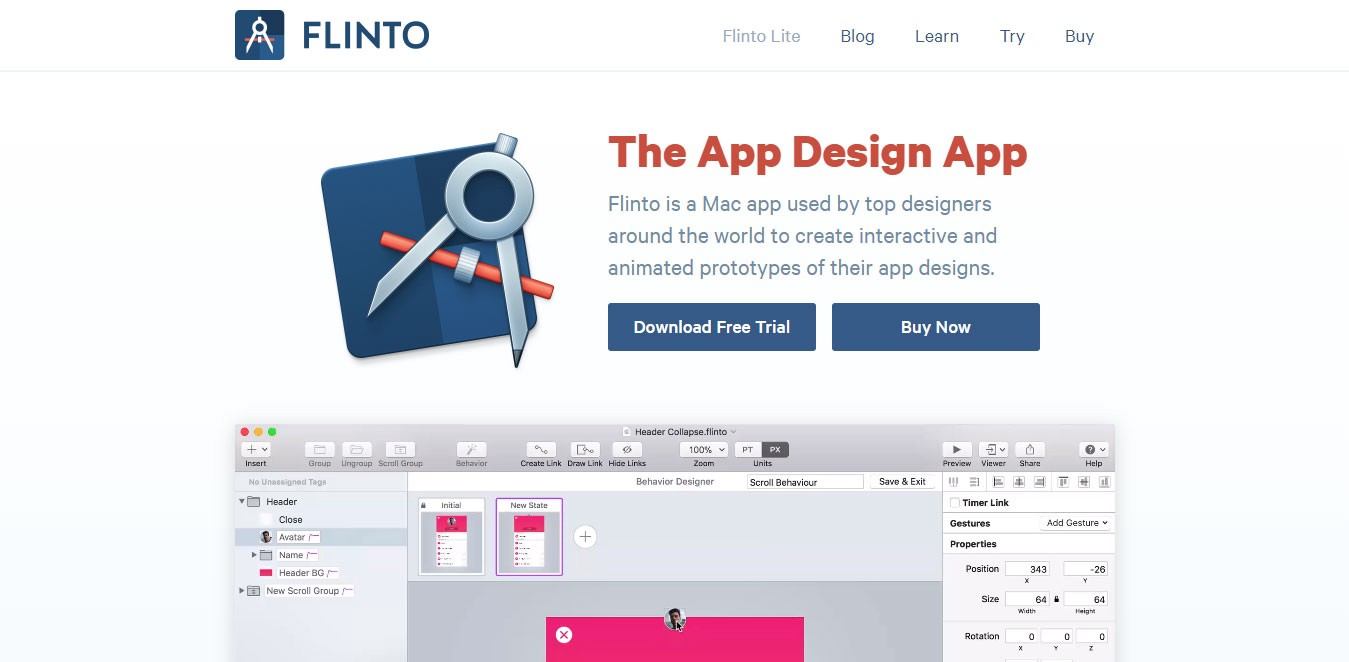 FLINTO
Flinto Lite Blog Learn Try Buy
The App Design App
Flinto is a Mac app used by top designers
around the world to create interactive and
animated prototypes of their app designs.
Download Free Trial Buy Now
Header Collapse.flinto
100% PT PX
Insert Group Ungroup Scroll Group Behavior Create Link Draw Link Hide Links Zoom Units Preview Viewer Share Help
No Unassigned Tags Behavior Designer Scroll Behaviour Save & Exit
Header
Close
Avatar
Name
Header BG
New Scroll Group
Initial New State
Timer Link
Gestures Add Gesture
Properties
Position 343 -26
X Y
Size 64 64
Width Height
Rotation 0 0 0
X Y Z